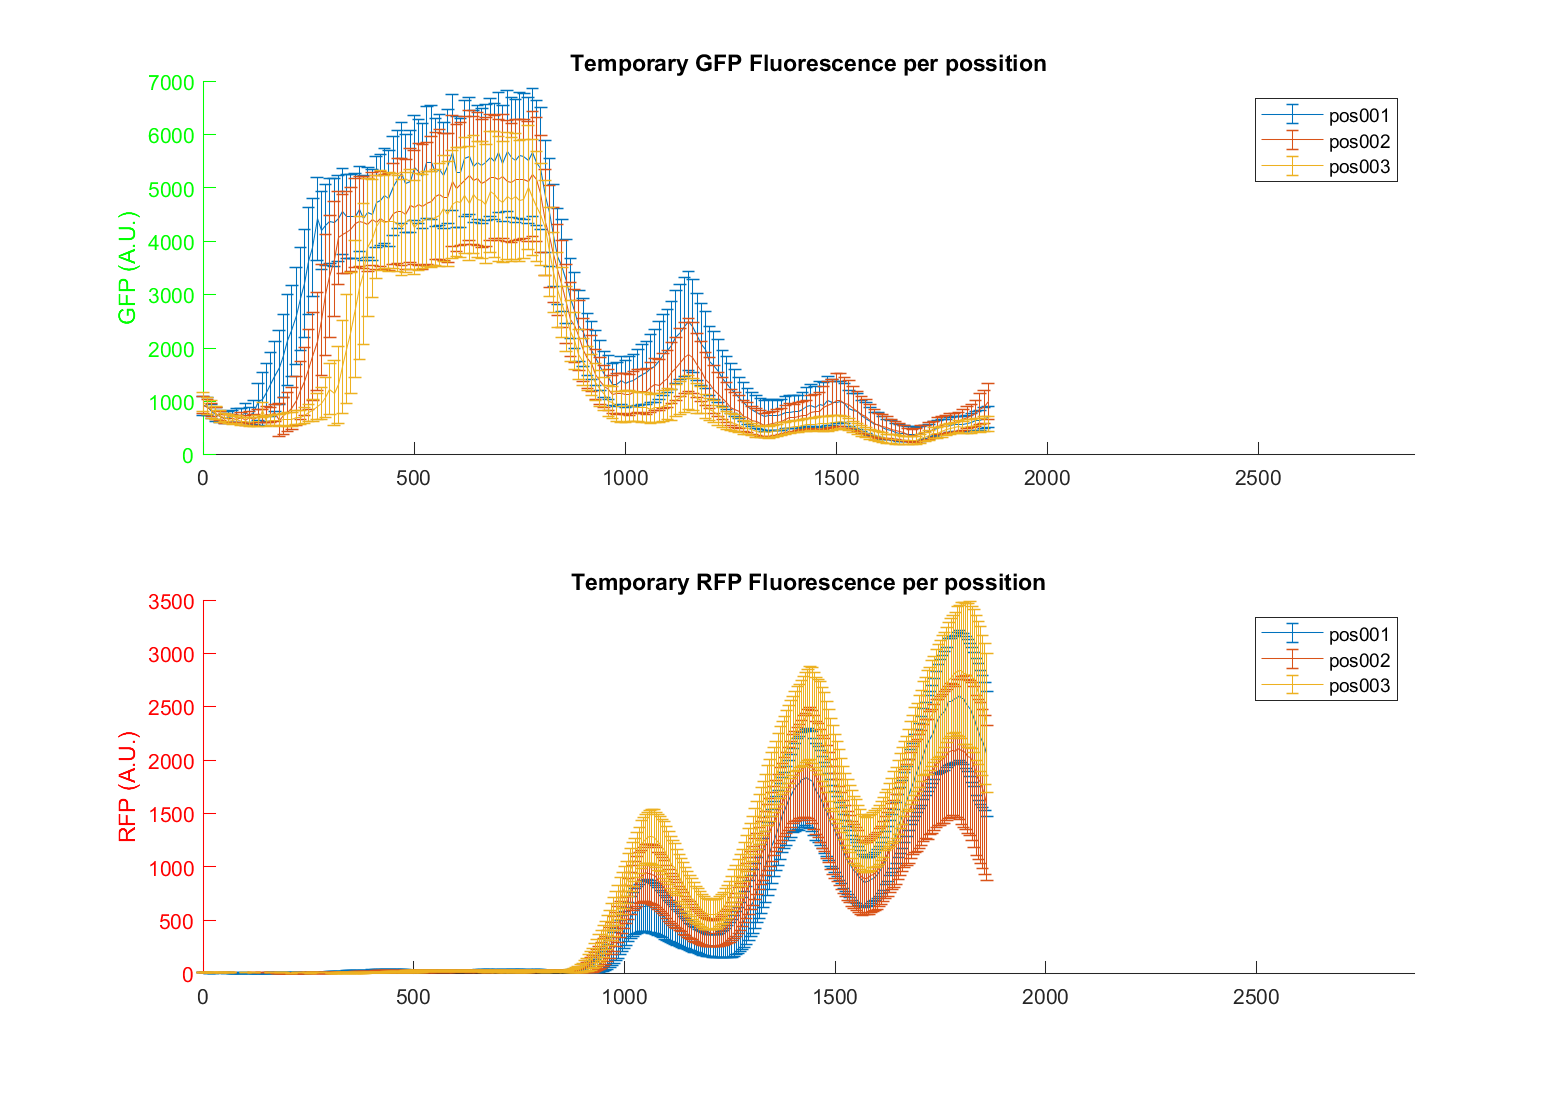 Temporary GFP Fluorescence per possition
7000
6000
5000
4000
3000
2000
1000
0
GFP (A.U.)
0 500 1000 1500 2000 2500
pos001
pos002
pos003
Temporary RFP Fluorescence per possition
3500
3000
2500
2000
1500
1000
500
0
RFP (A.U.)
0 500 1000 1500 2000 2500
pos001
pos002
pos003